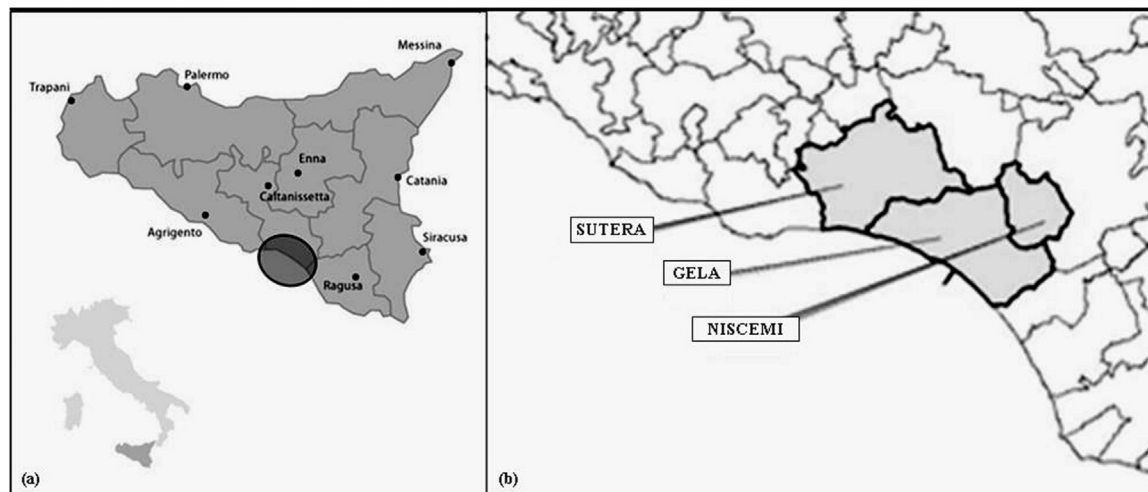 Messina
Palermo
Trapani
Enna
Caltanissetta
Catania
Agrigento
Siracusa
Ragusa
(a)
SUTERA
GELA
NISCEMI
(b)